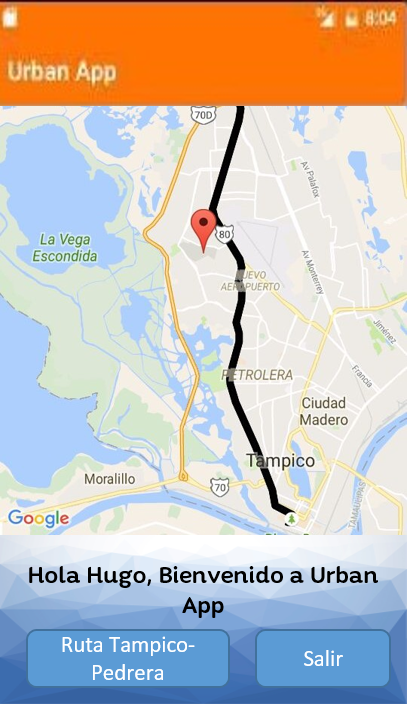 8:04
Urban App
70D
Av Palafox
80
La Vega
Escondida
Av Monterrey
NUEVO
AEROPUERTO
Jiménez
PETROLERA
Francia
Ciudad
Madero
Tampico
Moralillo
70
TAMAULIPAS
Google
Hola Hugo, Bienvenido a Urban
App
Ruta Tampico-
Pedrera
Salir